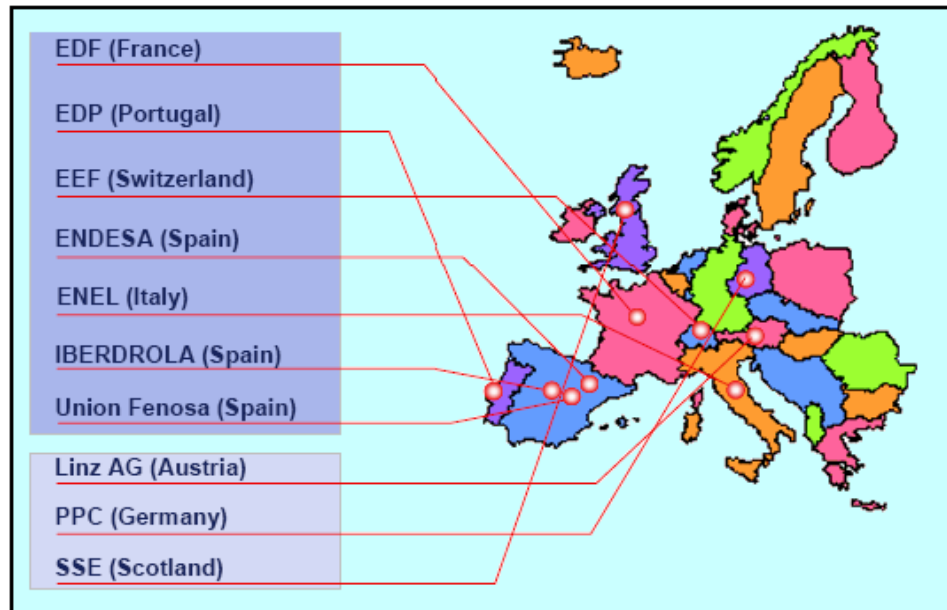 EDF (France)
EDP (Portugal)
EEF (Switzerland)
ENDESA (Spain)
ENEL (Italy)
IBERDROLA (Spain)
Union Fenosa (Spain)
Linz AG (Austria)
PPC (Germany)
SSE (Scotland)